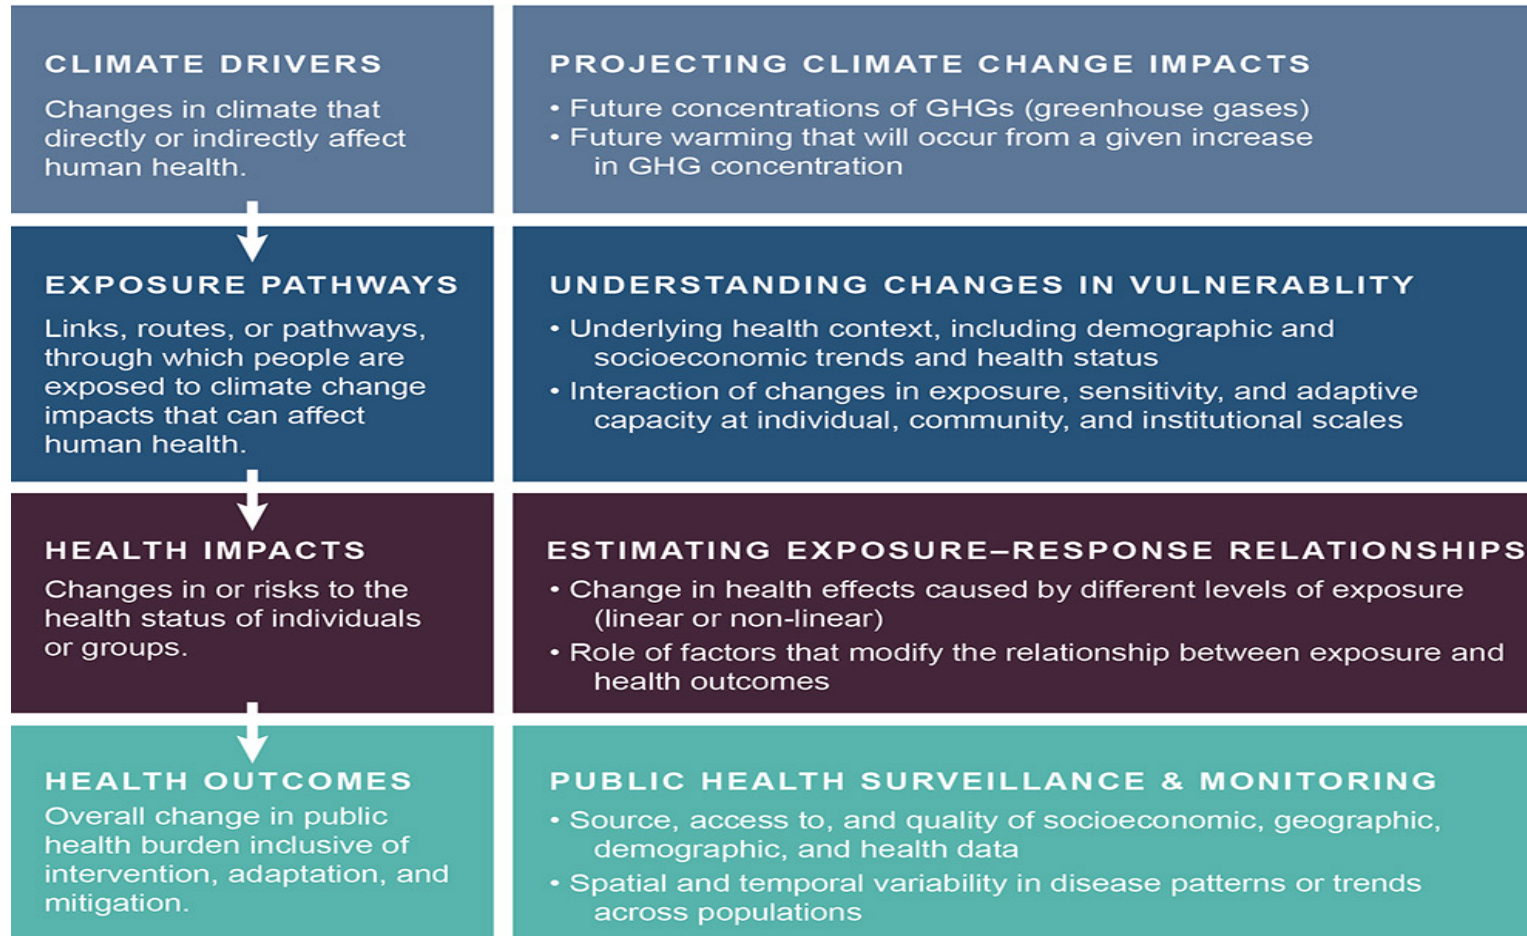 CLIMATE DRIVERS
Changes in climate that
directly or indirectly affect
human health.
PROJECTING CLIMATE CHANGE IMPACTS
• Future concentrations of GHGs (greenhouse gases)
• Future warming that will occur from a given increase
in GHG concentration
EXPOSURE PATHWAYS
Links, routes, or pathways,
through which people are
exposed to climate change
impacts that can affect
human health.
UNDERSTANDING CHANGES IN VULNERABLITY
• Underlying health context, including demographic and
socioeconomic trends and health status
• Interaction of changes in exposure, sensitivity, and adaptive
capacity at individual, community, and institutional scales
HEALTH IMPACTS
Changes in or risks to the
health status of individuals
or groups.
ESTIMATING EXPOSURE–RESPONSE RELATIONSHIPS
• Change in health effects caused by different levels of exposure
(linear or non-linear)
• Role of factors that modify the relationship between exposure and
health outcomes
HEALTH OUTCOMES
Overall change in public
health burden inclusive of
intervention, adaptation, and
mitigation.
PUBLIC HEALTH SURVEILLANCE & MONITORING
• Source, access to, and quality of socioeconomic, geographic,
demographic, and health data
• Spatial and temporal variability in disease patterns or trends
across populations